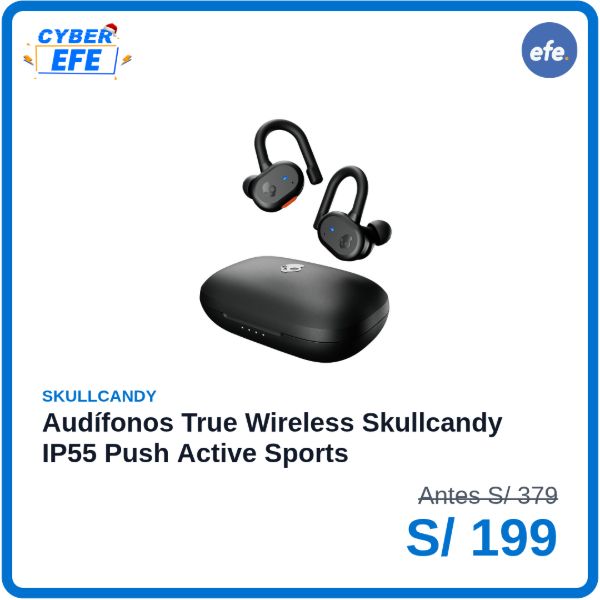 CYBER
EFE
efe.
SKULLCANDY
Audífonos True Wireless Skullcandy
IP55 Push Active Sports
Antes S/ 379
S/ 199